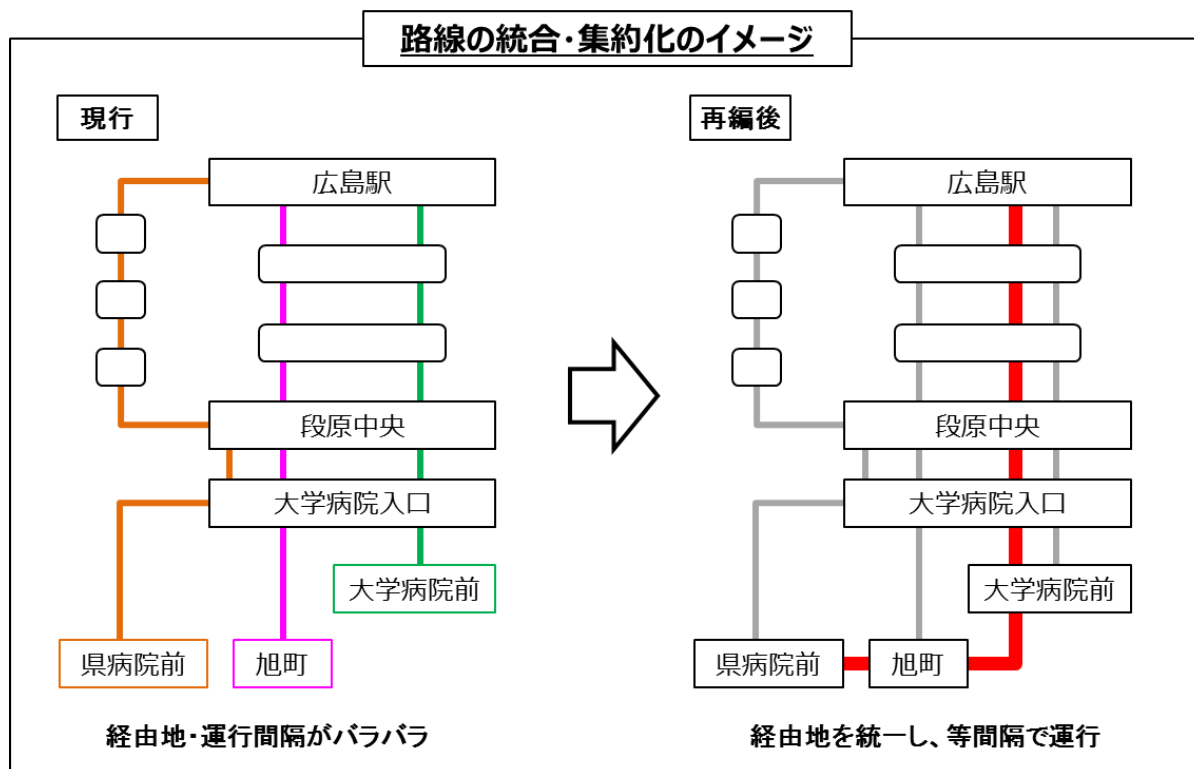 路線の統合・集約化のイメージ
現行
広島駅
段原中央
大学病院入口
大学病院前
県病院前
旭町
経由地・運行間隔がバラバラ
再編後
広島駅
段原中央
大学病院入口
大学病院前
県病院前
旭町
経由地を統一し、等間隔で運行